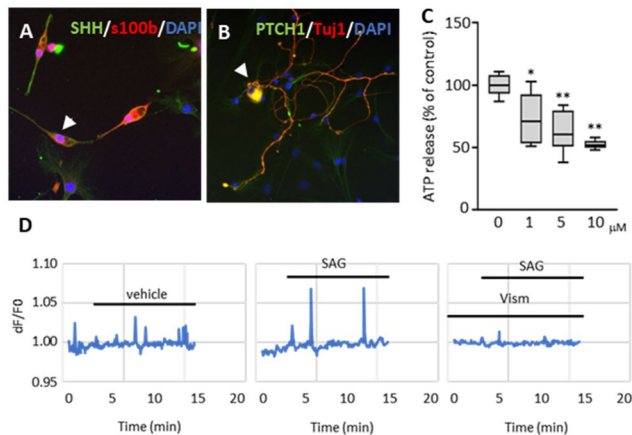 A SHH/s100b/DAPI
B PTCH1/Tuj1/DAPI
C
ATP release (% of control)
150
100
50
0
* ** **
0 1 5 10 µM
D
dF/F0
1.10
1.05
1.00
0.95
vehicle
0 5 10 15 20
Time (min)
SAG
0 5 10 15 20
Time (min)
SAG
Vism
0 5 10 15 20
Time (min)